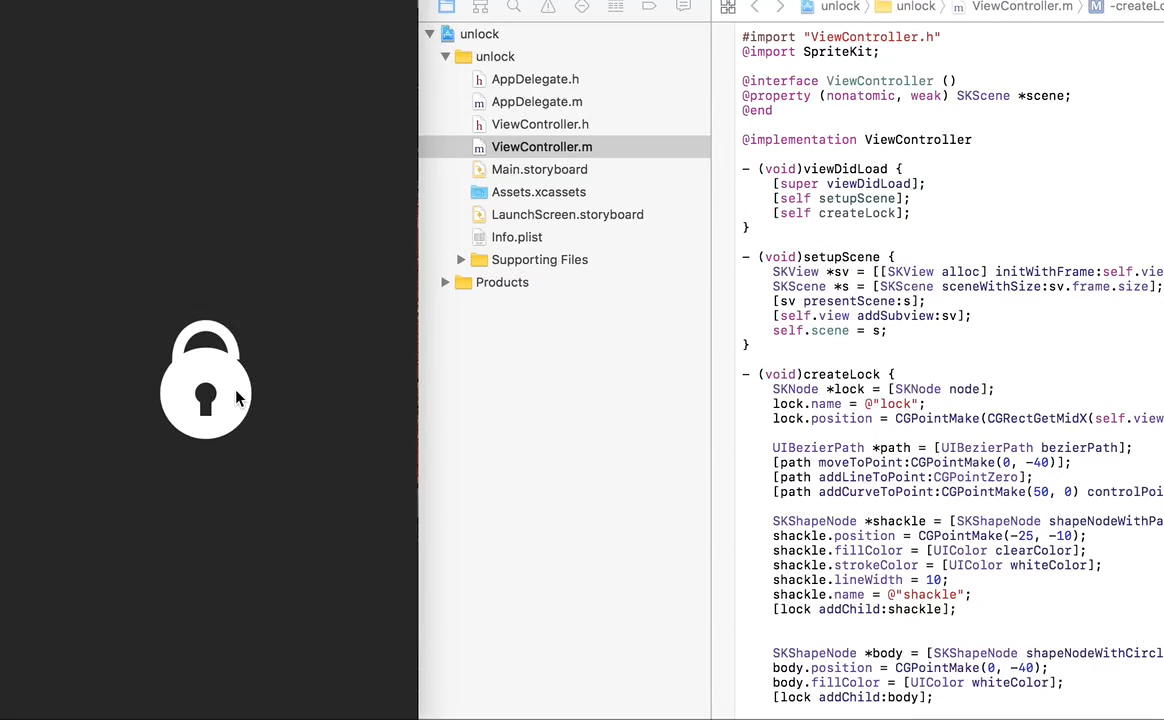 unlock
unlock
AppDelegate.h
AppDelegate.m
ViewController.h
ViewController.m
Main.storyboard
Assets.xcassets
LaunchScreen.storyboard
Info.plist
Supporting Files
Products
unlock unlock ViewController.m M -createLo
#import "ViewController.h"
@import SpriteKit;
@interface ViewController ()
@property (nonatomic, weak) SKScene *scene;
@end
@implementation ViewController
- (void)viewDidLoad {
[super viewDidLoad];
[self setupScene];
[self createLock];
}
- (void)setupScene {
SKView *sv = [[SKView alloc] initWithFrame:self.vie
SKScene *s = [SKScene sceneWithSize:sv.frame.size];
[sv presentScene:s];
[self.view addSubview:sv];
self.scene = s;
}
- (void)createLock {
SKNode *lock = [SKNode node];
lock.name = @"lock";
lock.position = CGPointMake(CGRectGetMidX(self.view
UIBezierPath *path = [UIBezierPath bezierPath];
[path moveToPoint:CGPointMake(0, -40)];
[path addLineToPoint:CGPointZero];
[path addCurveToPoint:CGPointMake(50, 0) controlPoi
SKShapeNode *shackle = [SKShapeNode shapeNodeWithPa
shackle.position = CGPointMake(-25, -10);
shackle.fillColor = [UIColor clearColor];
shackle.strokeColor = [UIColor whiteColor];
shackle.lineWidth = 10;
shackle.name = @"shackle";
[lock addChild:shackle];
SKShapeNode *body = [SKShapeNode shapeNodeWithCircl
body.position = CGPointMake(0, -40);
body.fillColor = [UIColor whiteColor];
[lock addChild:body];